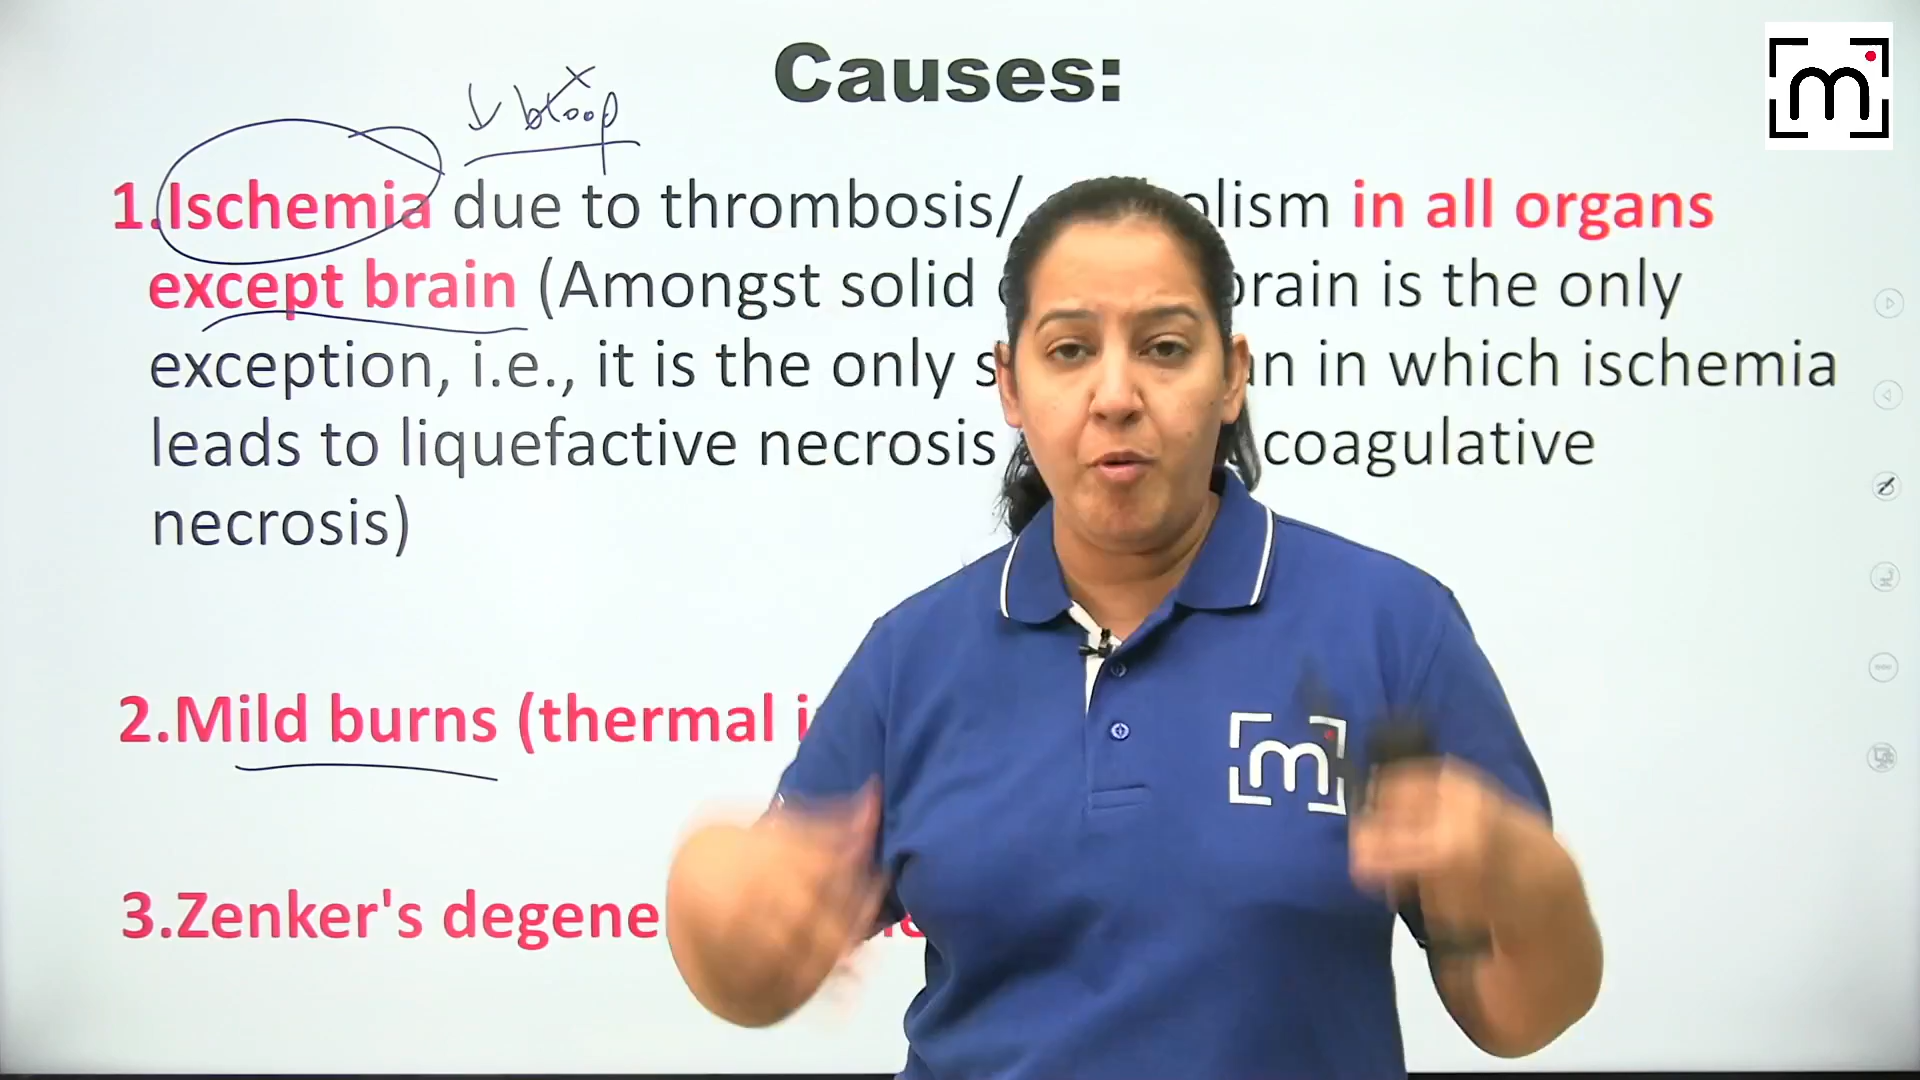 Causes:
↓ blood
1.Ischemia due to thrombosis/ olism in all organs
except brain (Amongst solid brain is the only
exception, i.e., it is the only in which ischemia
leads to liquefactive necrosis coagulative
necrosis)
2.Mild burns (thermal
3.Zenker's degene
m
m